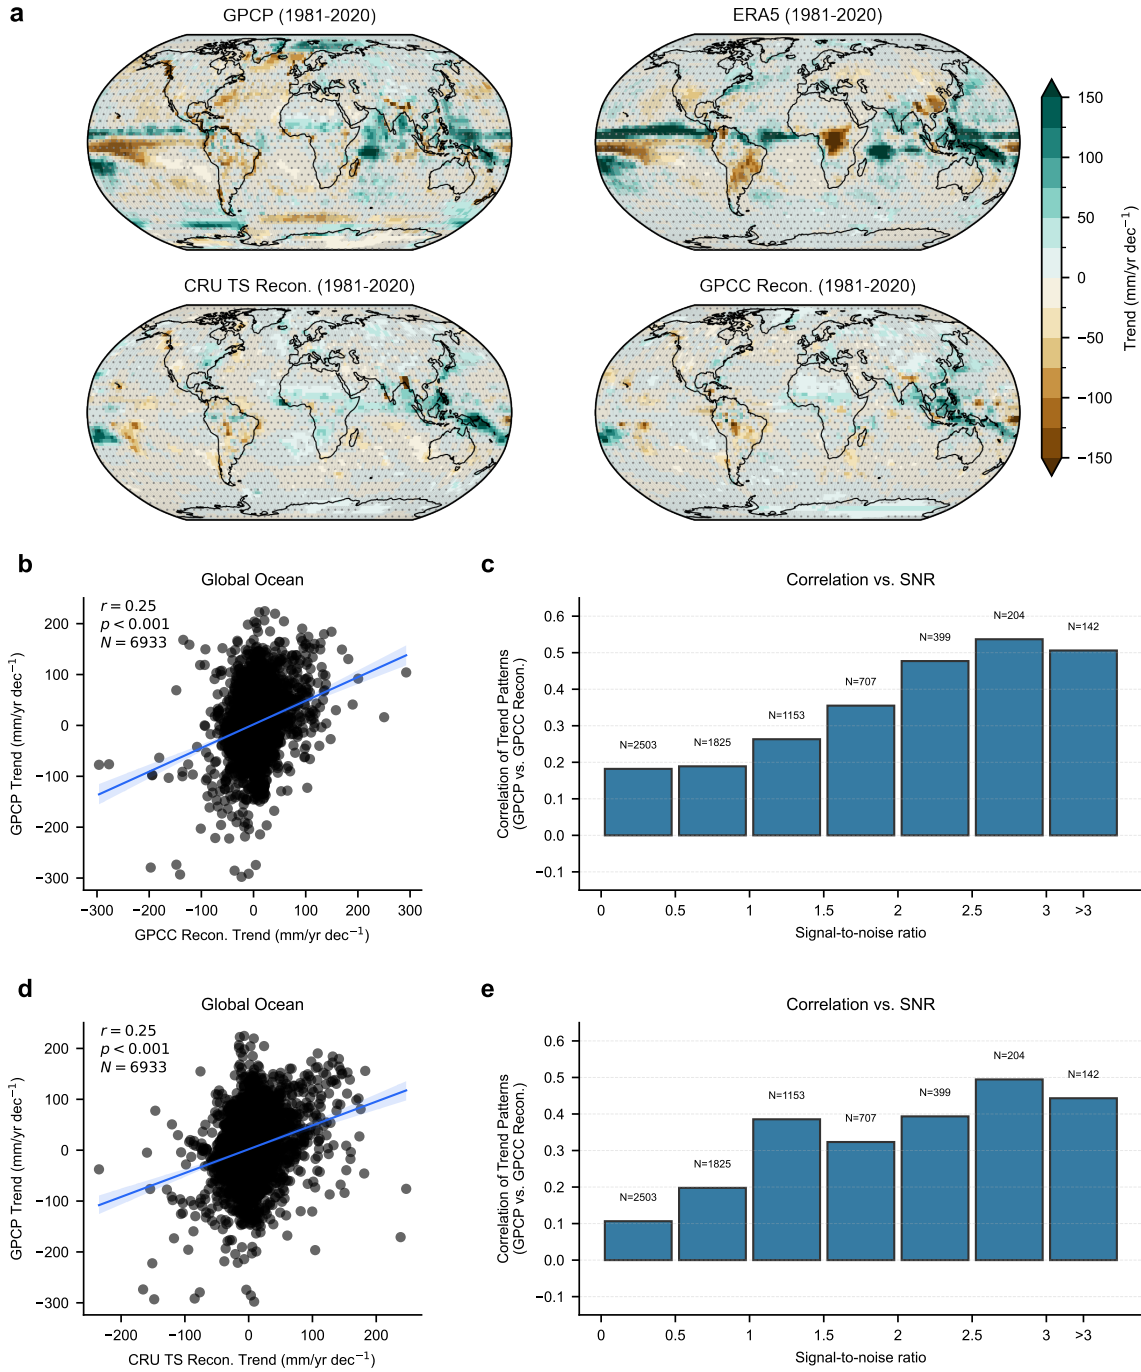 a
GPCP (1981-2020)
ERA5 (1981-2020)
CRU TS Recon. (1981-2020)
GPCC Recon. (1981-2020)
150
100
50
0
−50
−100
−150
Trend (mm/yr dec⁻¹)
b
Global Ocean
r = 0.25
p < 0.001
N = 6933
200
100
0
−100
−200
−300
GPCP Trend (mm/yr dec⁻¹)
−300 −200 −100 0 100 200 300
GPCC Recon. Trend (mm/yr dec⁻¹)
c
Correlation vs. SNR
0.6
0.5
0.4
0.3
0.2
0.1
0.0
−0.1
Correlation of Trend Patterns
(GPCP vs. GPCC Recon.)
N=2503
N=1825
N=1153
N=707
N=399
N=204
N=142
0 0.5 1 1.5 2 2.5 3 >3
Signal-to-noise ratio
d
Global Ocean
r = 0.25
p < 0.001
N = 6933
200
100
0
−100
−200
−300
GPCP Trend (mm/yr dec⁻¹)
−200 −100 0 100 200
CRU TS Recon. Trend (mm/yr dec⁻¹)
e
Correlation vs. SNR
0.6
0.5
0.4
0.3
0.2
0.1
0.0
−0.1
Correlation of Trend Patterns
(GPCP vs. GPCC Recon.)
N=2503
N=1825
N=1153
N=707
N=399
N=204
N=142
0 0.5 1 1.5 2 2.5 3 >3
Signal-to-noise ratio